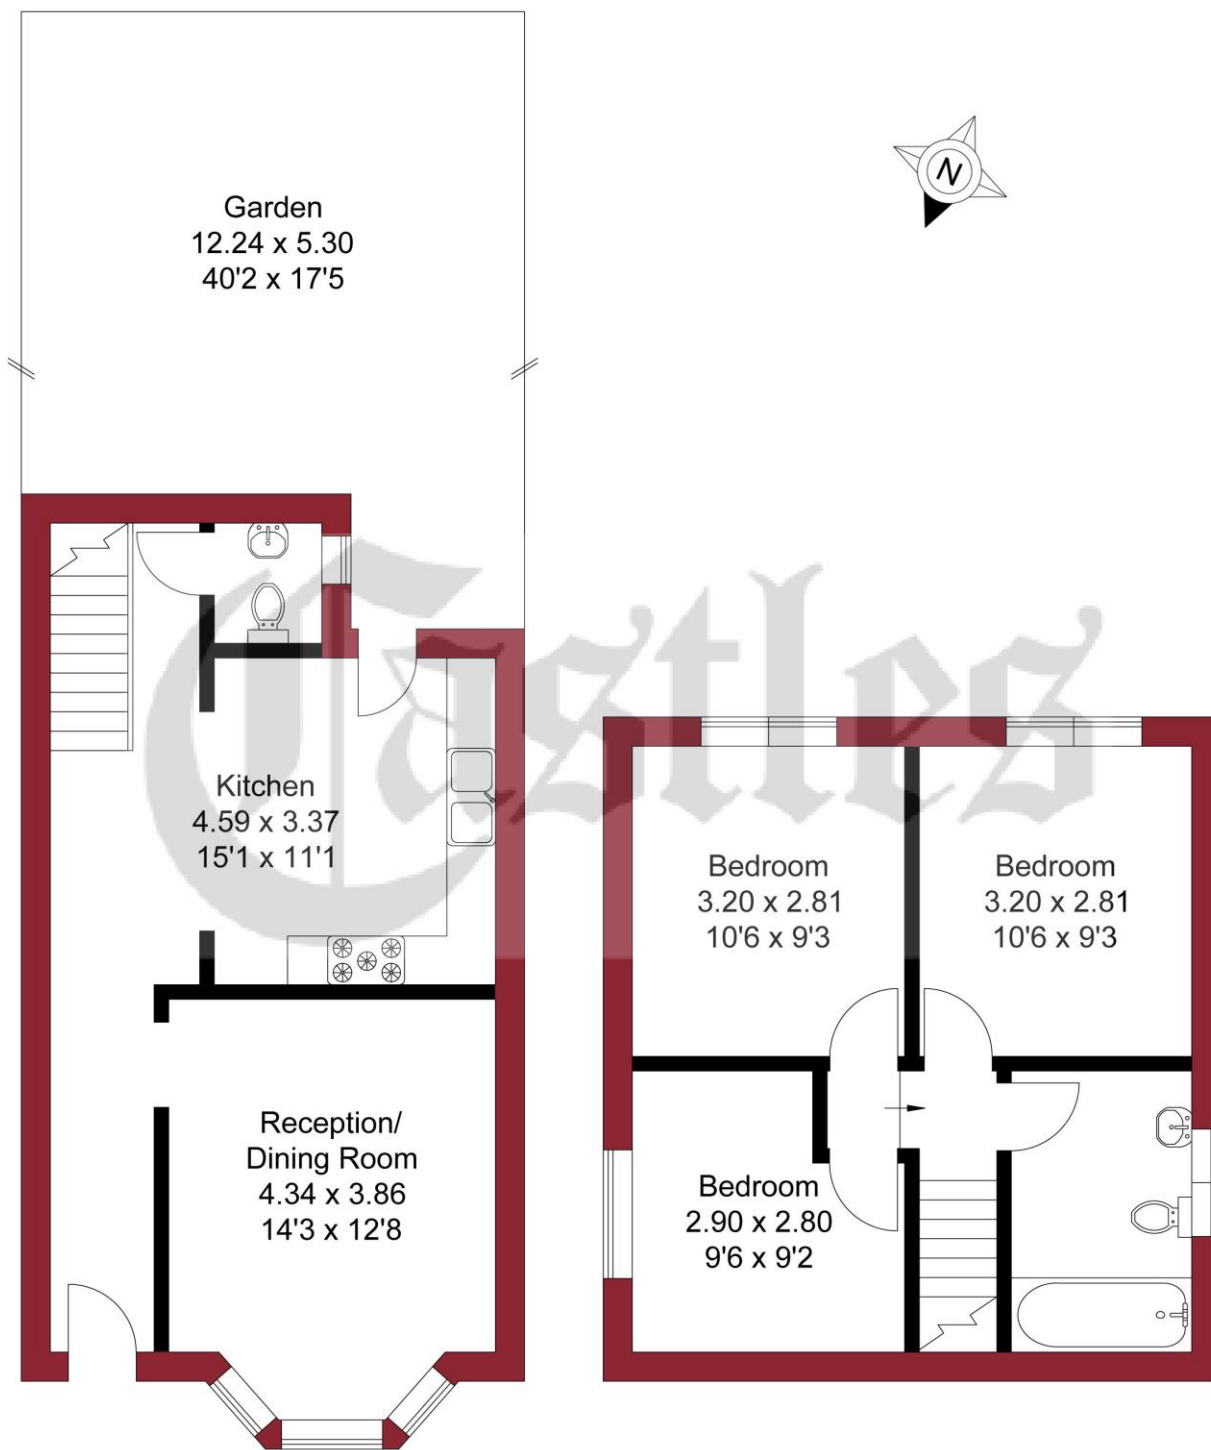 Garden
12.24 x 5.30
40'2 x 17'5
N
Castles
Kitchen
4.59 x 3.37
15'1 x 11'1
Bedroom
3.20 x 2.81
10'6 x 9'3
Bedroom
3.20 x 2.81
10'6 x 9'3
Reception/
Dining Room
4.34 x 3.86
14'3 x 12'8
Bedroom
2.90 x 2.80
9'6 x 9'2